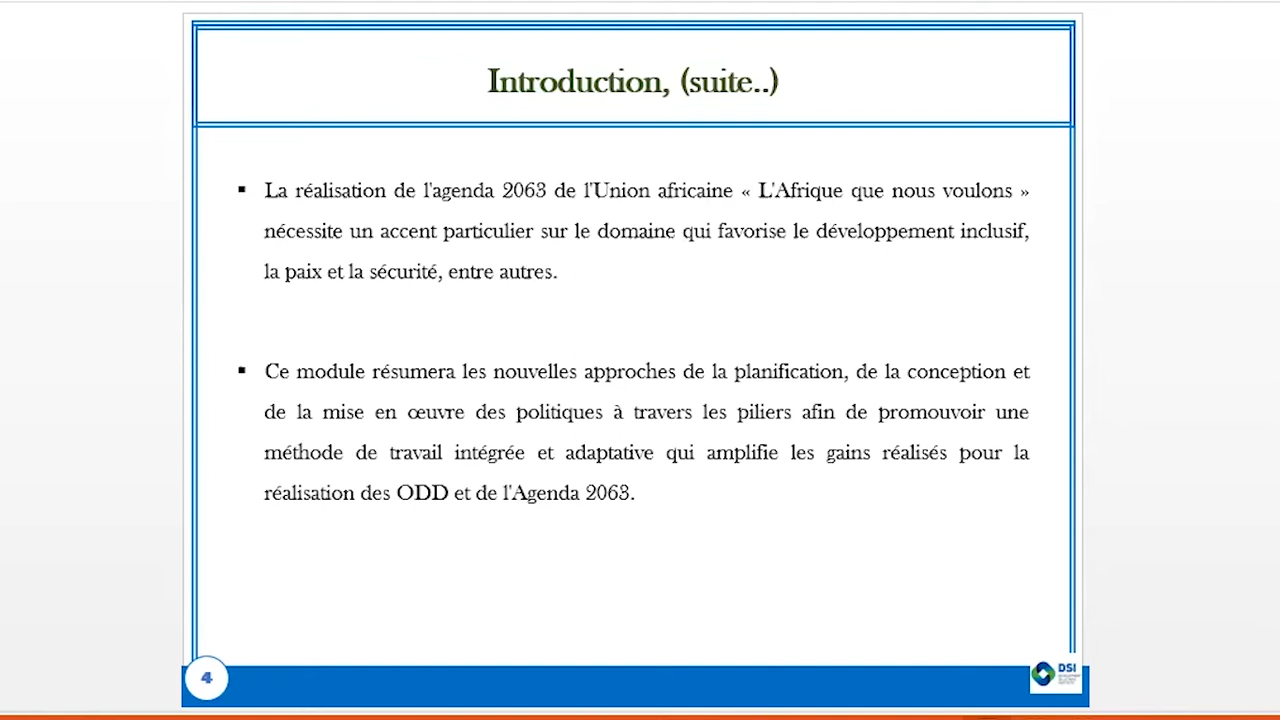 Introduction, (suite..)
▪ La réalisation de l'agenda 2063 de l'Union africaine « L'Afrique que nous voulons »
nécessite un accent particulier sur le domaine qui favorise le développement inclusif,
la paix et la sécurité, entre autres.
▪ Ce module résumera les nouvelles approches de la planification, de la conception et
de la mise en œuvre des politiques à travers les piliers afin de promouvoir une
méthode de travail intégrée et adaptative qui amplifie les gains réalisés pour la
réalisation des ODD et de l'Agenda 2063.
4
DSI